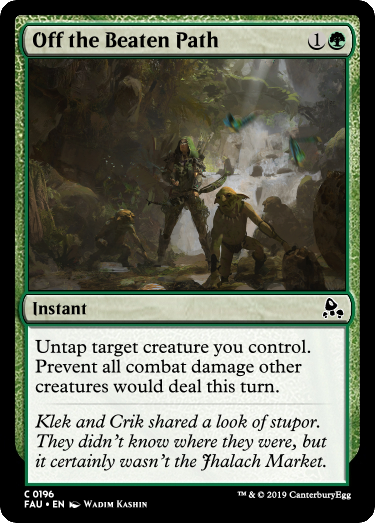 Off the Beaten Path 1
Instant
Untap target creature you control.
Prevent all combat damage other
creatures would deal this turn.
Klek and Crik shared a look of stupor.
They didn't know where they were, but
it certainly wasn't the Jhalach Market.
C 0196
FAU • EN Wadim Kashin
™ & © 2019 CanterburyEgg